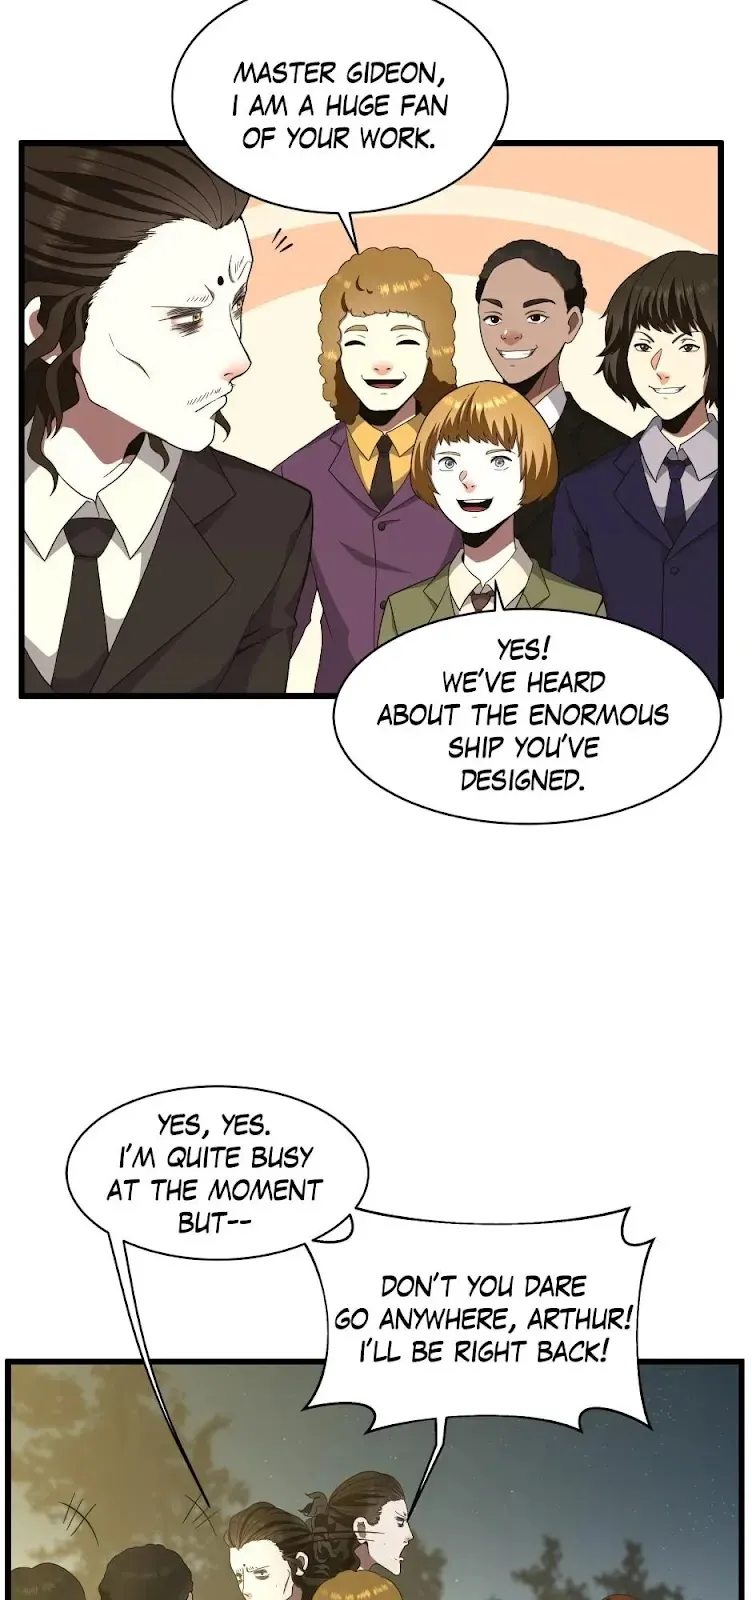 MASTER GIDEON,
I AM A HUGE FAN
OF YOUR WORK.
YES!
WE'VE HEARD
ABOUT THE ENORMOUS
SHIP YOU'VE
DESIGNED.
YES, YES.
I'M QUITE BUSY
AT THE MOMENT
BUT--
DON'T YOU DARE
GO ANYWHERE, ARTHUR!
I'LL BE RIGHT BACK!